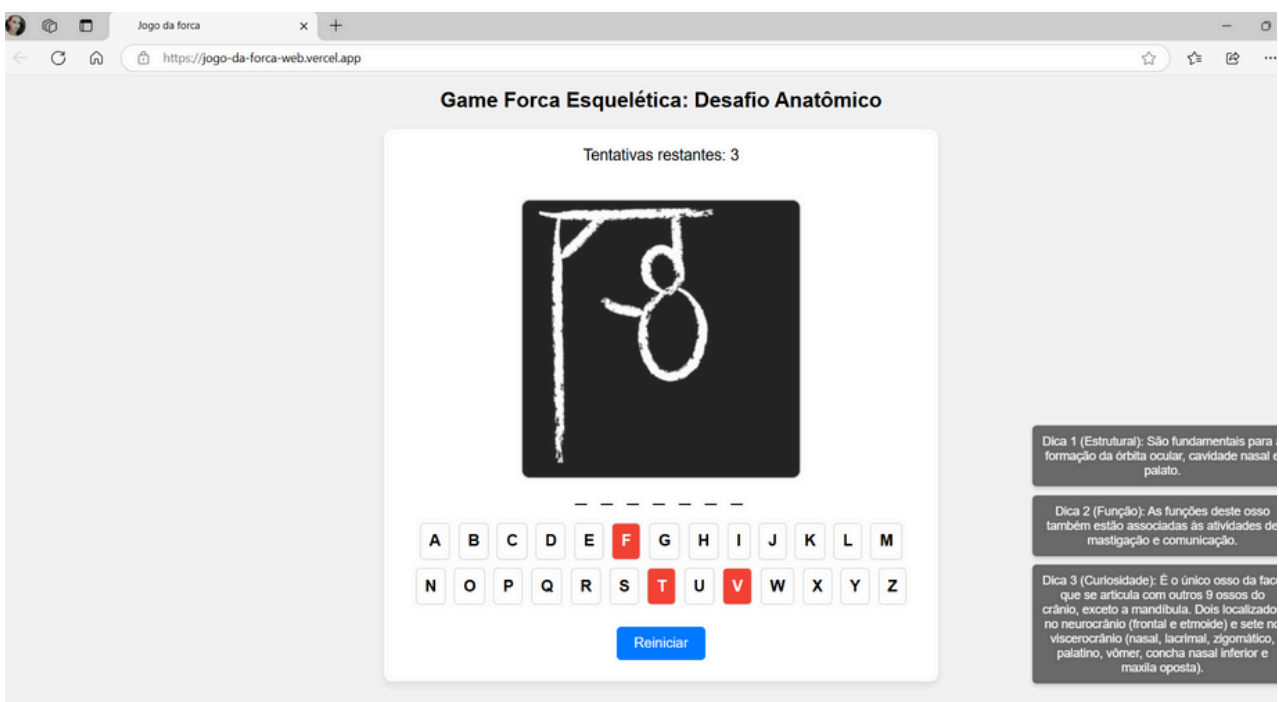 Jogo da forca
https://jogo-da-forca-web.vercel.app
Game Forca Esquelética: Desafio Anatômico
Tentativas restantes: 3
_ _ _ _ _ _ _
A B C D E F G H I J K L M
N O P Q R S T U V W X Y Z
Reiniciar
Dica 1 (Estrutural): São fundamentais para
formação da órbita ocular, cavidade nasal e
palato.
Dica 2 (Função): As funções deste osso
também estão associadas às atividades de
mastigação e comunicação.
Dica 3 (Curiosidade): É o único osso da fac
que se articula com outros 9 ossos do
crânio, exceto a mandíbula. Dois localizado
no neurocrânio (frontal e etmoide) e sete no
viscerocrânio (nasal, lacrimal, zigomático,
palatino, vômer, concha nasal inferior e
maxila oposta).